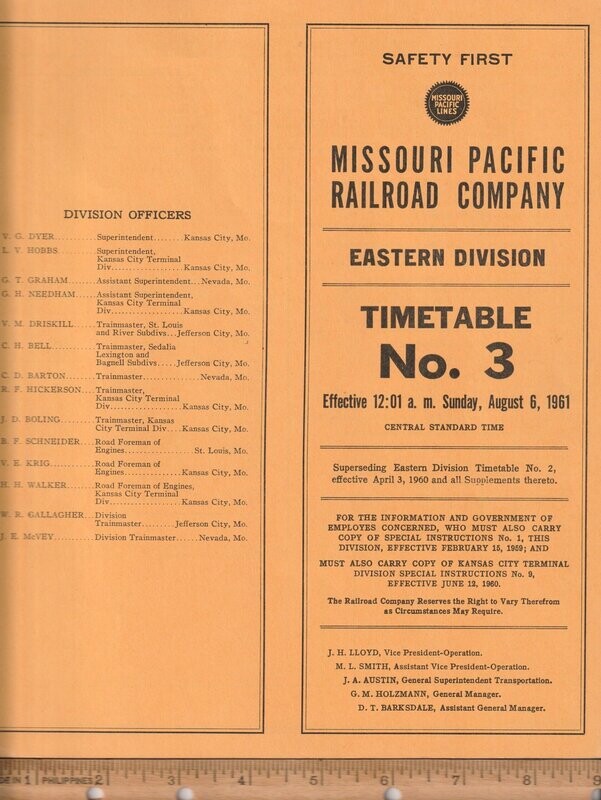 DIVISION OFFICERS
V. G. DYER..........Superintendent.......Kansas City, Mo.
L. V. HOBBS.........Superintendent,
Kansas City Terminal
Div..................Kansas City, Mo.
G. T. GRAHAM........Assistant Superintendent...Nevada, Mo.
G. H. NEEDHAM.......Assistant Superintendent,
Kansas City Terminal
Div..................Kansas City, Mo.
V. M. DRISKILL......Trainmaster, St. Louis
and River Subdivs...Jefferson City, Mo.
C. H. BELL..........Trainmaster, Sedalia
Lexington and
Bagnell Subdivs.....Jefferson City, Mo.
C. D. BARTON........Trainmaster..............Nevada, Mo.
R. F. HICKERSON.....Trainmaster,
Kansas City Terminal
Div..................Kansas City, Mo.
J. D. BOLING........Trainmaster, Kansas
City Terminal Div....Kansas City, Mo.
B. F. SCHNEIDER.....Road Foreman of
Engines................St. Louis, Mo.
V. E. KRIG..........Road Foreman of
Engines..............Kansas City, Mo.
H. H. WALKER........Road Foreman of Engines,
Kansas City Terminal
Div..................Kansas City, Mo.
W. R. GALLAGHER.....Division
Trainmaster........Jefferson City, Mo.
J. E. McVEY.........Division Trainmaster.....Nevada, Mo.
SAFETY FIRST
MISSOURI
PACIFIC
LINES
MISSOURI PACIFIC
RAILROAD COMPANY
EASTERN DIVISION
TIMETABLE
No. 3
Effective 12:01 a. m. Sunday, August 6, 1961
CENTRAL STANDARD TIME
Superseding Eastern Division Timetable No. 2,
effective April 3, 1960 and all Supplements thereto.
FOR THE INFORMATION AND GOVERNMENT OF
EMPLOYES CONCERNED, WHO MUST ALSO CARRY
COPY OF SPECIAL INSTRUCTIONS No. 1, THIS
DIVISION, EFFECTIVE FEBRUARY 15, 1959; AND
MUST ALSO CARRY COPY OF KANSAS CITY TERMINAL
DIVISION SPECIAL INSTRUCTIONS No. 9,
EFFECTIVE JUNE 12, 1960.
The Railroad Company Reserves the Right to Vary Therefrom
as Circumstances May Require.
J. H. LLOYD, Vice President-Operation.
M. L. SMITH, Assistant Vice President-Operation.
J. A. AUSTIN, General Superintendent Transportation.
G. M. HOLZMANN, General Manager.
D. T. BARKSDALE, Assistant General Manager.
IN 1 PHILIPPINES 2 3 4 5 6 7 8 9